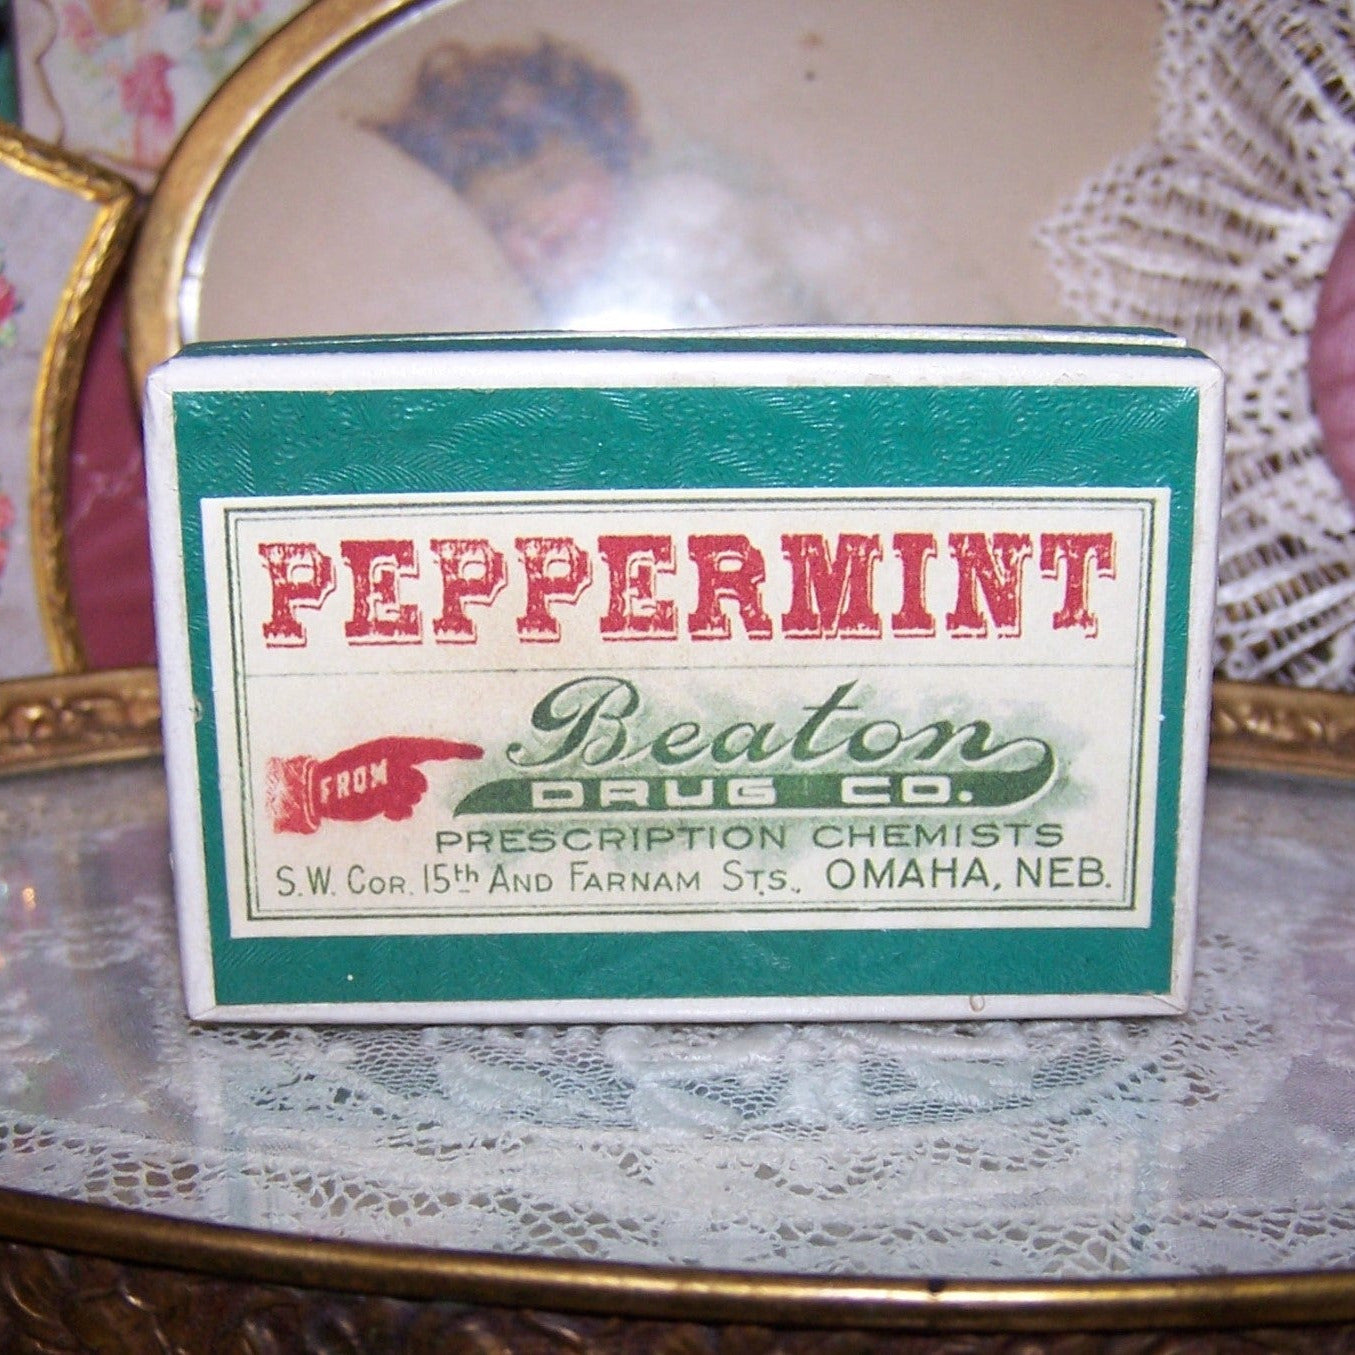 PEPPERMINT
FROM
Beaton
DRUG CO.
PRESCRIPTION CHEMISTS
S.W. COR. 15th AND FARNAM STS., OMAHA, NEB.